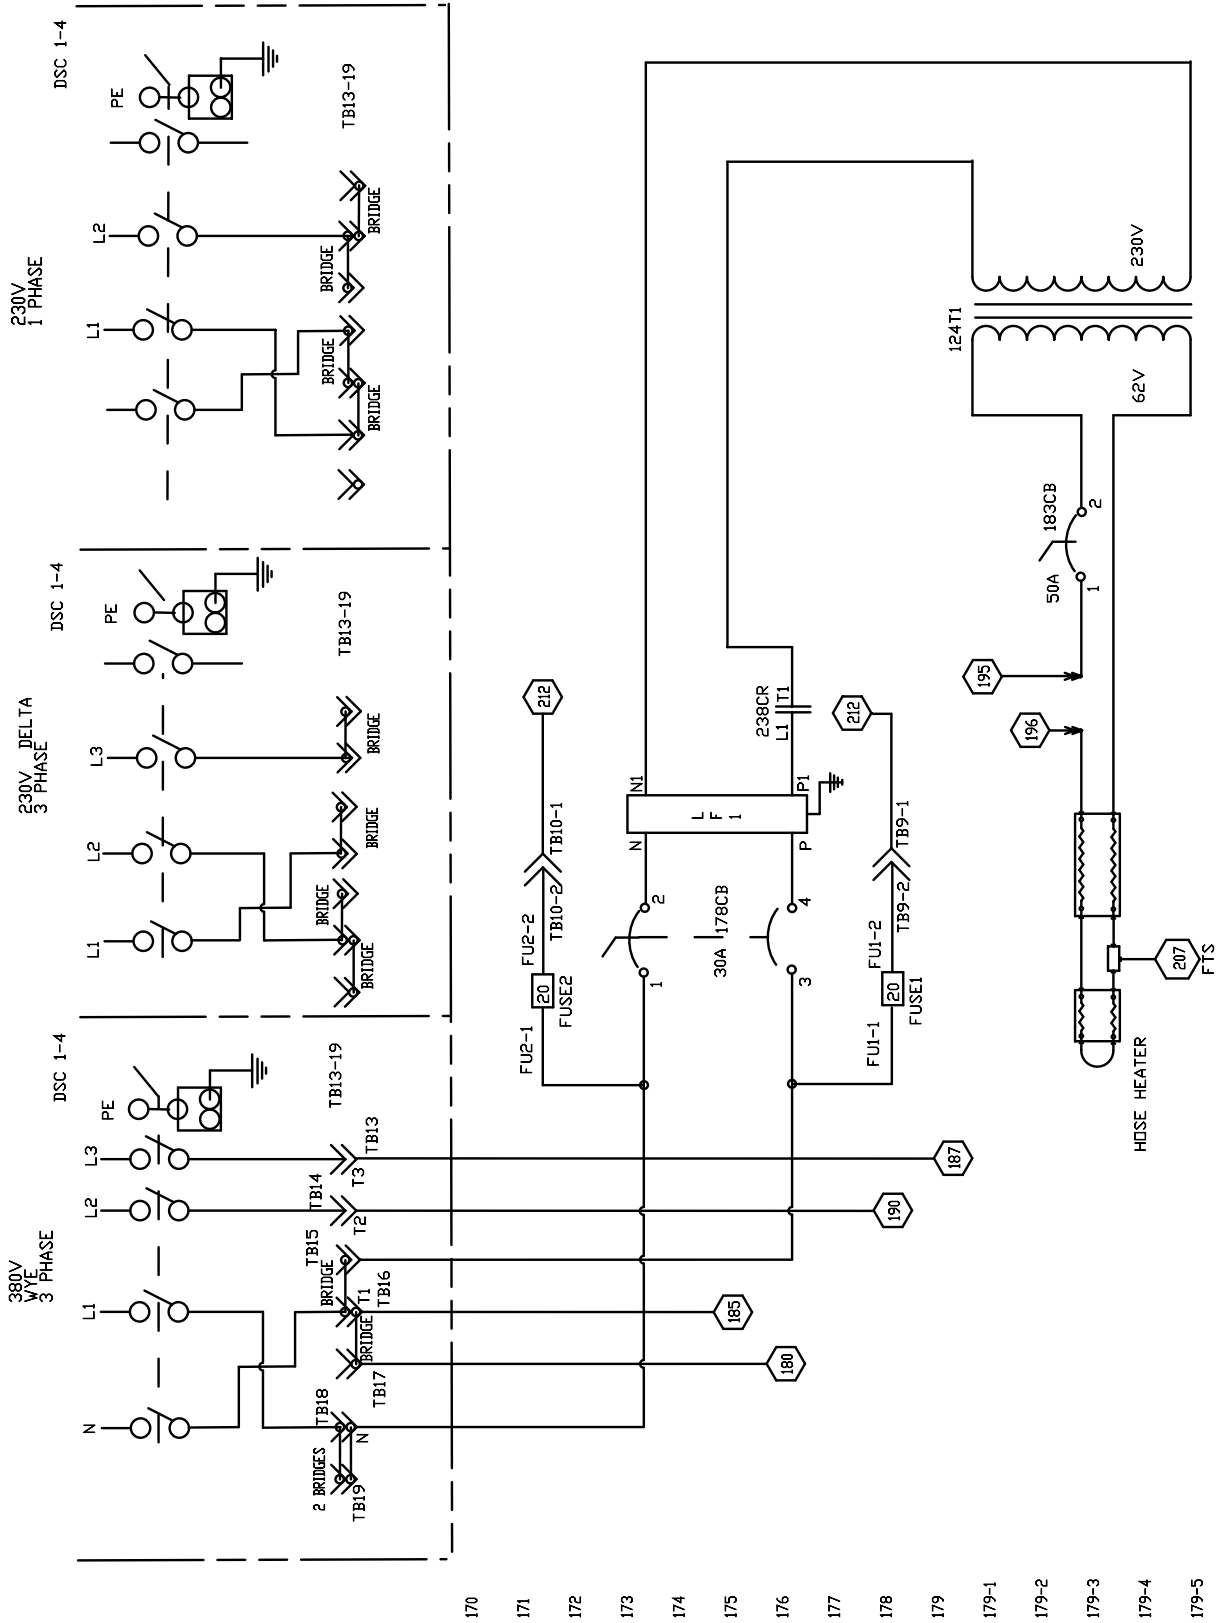 380V
WYE
3 PHASE
N
L1
L2
L3
PE
DSC 1-4
2 BRIDGES
TB19
TB18
N
TB17
BRIDGE
BRIDGE
T1
TB16
TB15
T2
TB14
T3
TB13
TB13-19
230V DELTA
3 PHASE
L1
L2
L3
PE
DSC 1-4
BRIDGE
BRIDGE
BRIDGE
BRIDGE
TB13-19
230V
1 PHASE
L1
L2
PE
DSC 1-4
BRIDGE
BRIDGE
BRIDGE
BRIDGE
TB13-19
170
171
172
173
174
175
176
177
178
179
179-1
179-2
179-3
179-4
179-5
180
185
190
187
FU2-1
20
FUSE2
FU2-2
TB10-2
TB10-1
212
1
2
30A 178CB
3
4
N
N1
LF1
P
P1
238CR
L1
T1
FU1-1
20
FUSE1
FU1-2
TB9-2
TB9-1
212
HOSE HEATER
207
FTS
196
195
50A
183CB
1
2
62V
124T1
230V